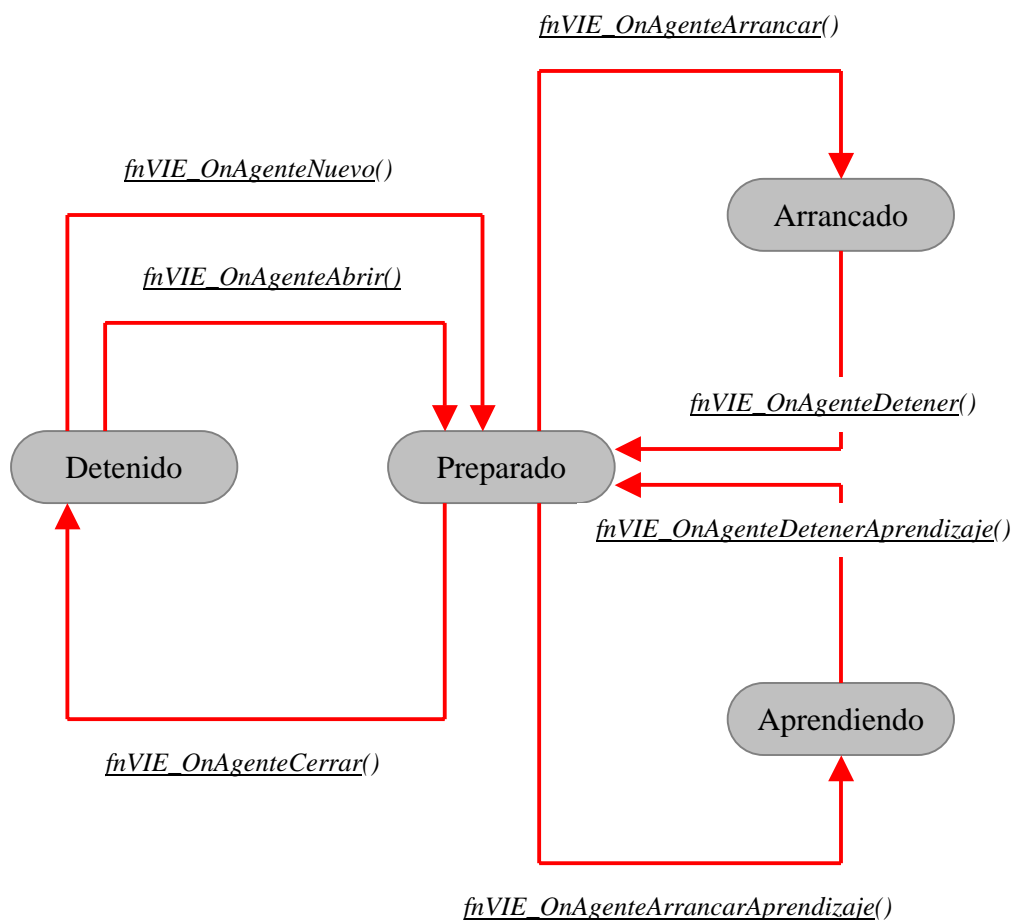 fnVIE_OnAgenteArrancar()
fnVIE_OnAgenteNuevo()
Arrancado
fnVIE_OnAgenteAbrir()
fnVIE_OnAgenteDetener()
Detenido
Preparado
fnVIE_OnAgenteDetenerAprendizaje()
Aprendiendo
fnVIE_OnAgenteCerrar()
fnVIE_OnAgenteArrancarAprendizaje()